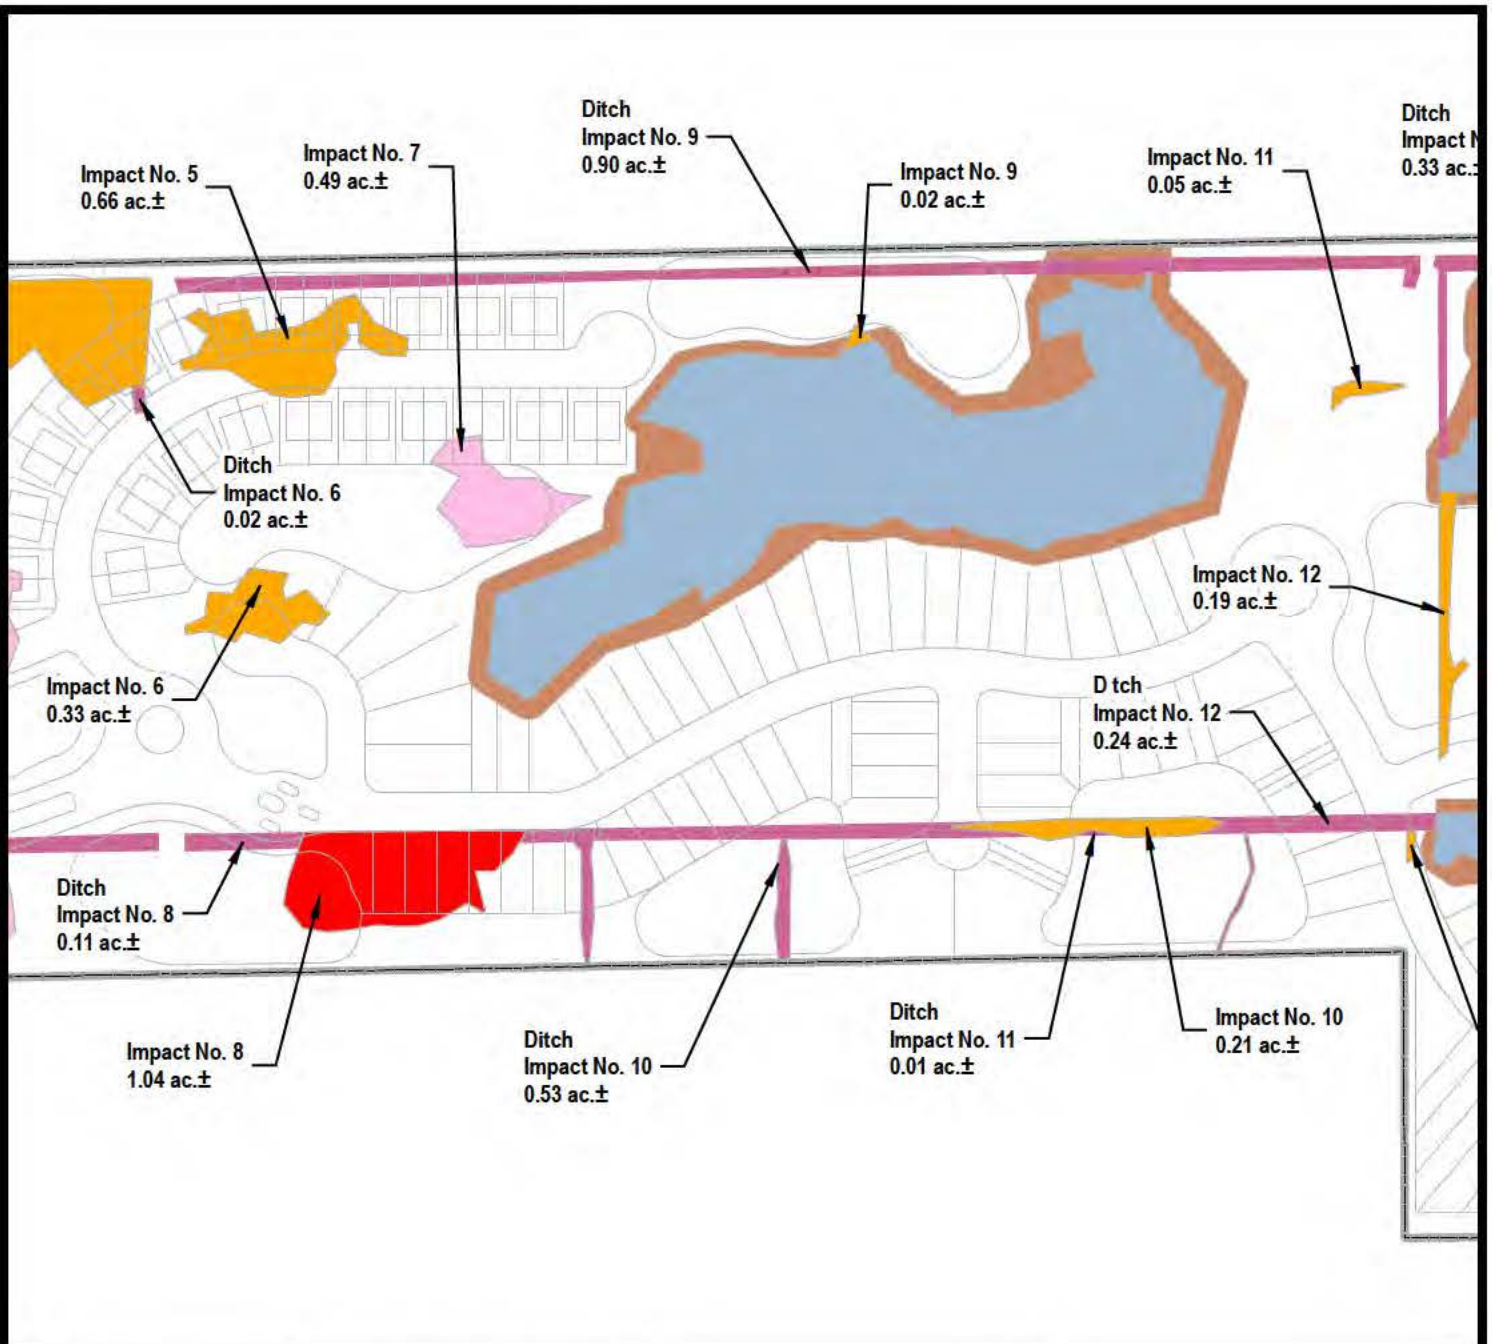 Ditch
Impact No. 9
0.90 ac.±
Ditch
Impact
0.33 ac.
Impact No. 7
0.49 ac.±
Impact No. 11
0.05 ac.±
Impact No. 5
0.66 ac.±
Impact No. 9
0.02 ac.±
Ditch
Impact No. 6
0.02 ac.±
Impact No. 12
0.19 ac.±
Impact No. 6
0.33 ac.±
D tch
Impact No. 12
0.24 ac.±
Ditch
Impact No. 8
0.11 ac.±
Ditch
Impact No. 11
0.01 ac.±
Impact No. 10
0.21 ac.±
Ditch
Impact No. 10
0.53 ac.±
Impact No. 8
1.04 ac.±